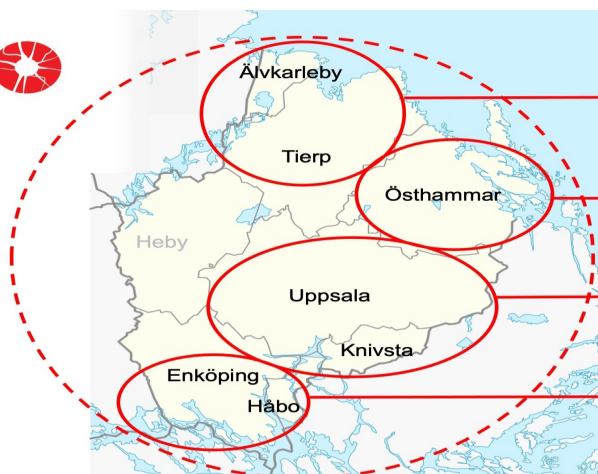 Älvkarleby
Tierp
Östhammar
Heby
Uppsala
Knivsta
Enköping
Håbo